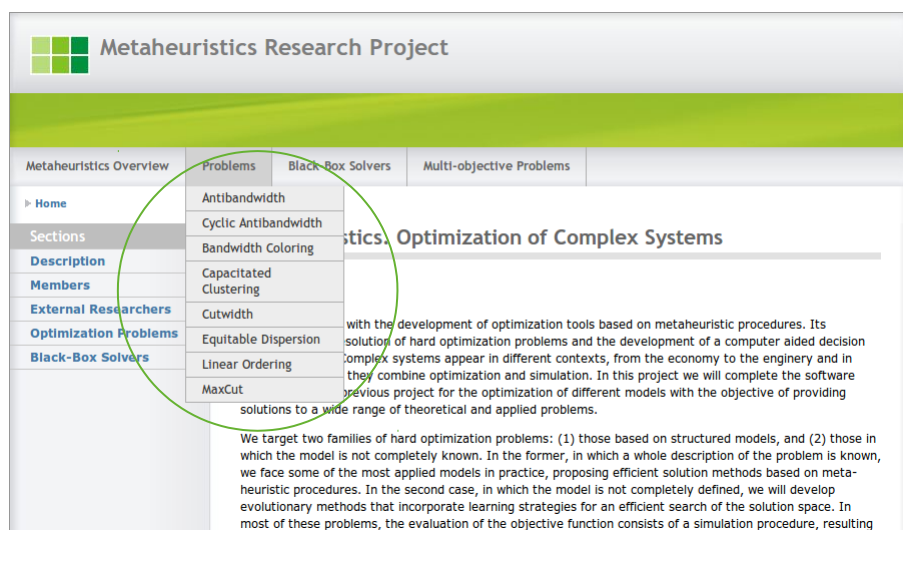 Metaheuristics Research Project
Metaheuristics Overview
Problems
Black-Box Solvers
Multi-objective Problems
Home
Sections
Description
Members
External Researchers
Optimization Problems
Black-Box Solvers
Antibandwidth
Cyclic Antibandwidth
Bandwidth Coloring
Capacitated
Clustering
Cutwidth
Equitable Dispersion
Linear Ordering
MaxCut
stics. Optimization of Complex Systems
with the development of optimization tools based on metaheuristic procedures. Its
solution of hard optimization problems and the development of a computer aided decision
Complex systems appear in different contexts, from the economy to the enginery and in
they combine optimization and simulation. In this project we will complete the software
previous project for the optimization of different models with the objective of providing
solutions to a wide range of theoretical and applied problems.
We target two families of hard optimization problems: (1) those based on structured models, and (2) those in
which the model is not completely known. In the former, in which a whole description of the problem is known,
we face some of the most applied models in practice, proposing efficient solution methods based on meta-
heuristic procedures. In the second case, in which the model is not completely defined, we will develop
evolutionary methods that incorporate learning strategies for an efficient search of the solution space. In
most of these problems, the evaluation of the objective function consists of a simulation procedure, resulting